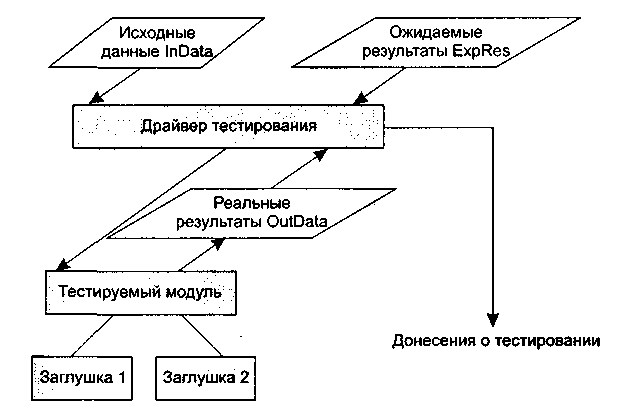 Исходные
данные InData
Ожидаемые
результаты ExpRes
Драйвер тестирования
Реальные
результаты OutData
Тестируемый модуль
Донесения о тестировании
Заглушка 1
Заглушка 2